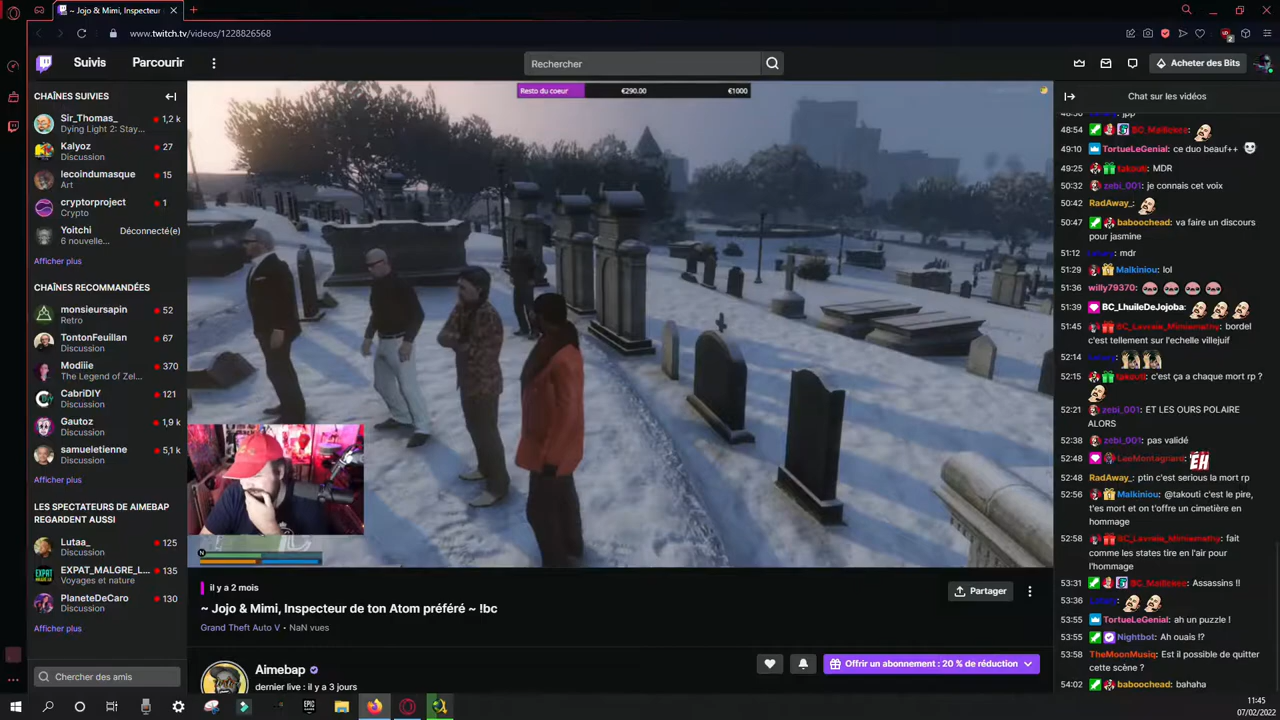 ~ Jojo & Mimi, Inspecteur
www.twitch.tv/videos/1228826568
2
Suivis
Parcourir
Rechercher
Acheter des Bits
CHAÎNES SUIVIES
Sir_Thomas_
1,2 k
Dying Light 2: Stay...
Kalyoz
27
Discussion
lecoindumasque
15
Art
cryptorproject
1
Crypto
Yoitchi
Déconnecté(e)
6 nouvelle...
Afficher plus
CHAÎNES RECOMMANDÉES
monsieursapin
52
Retro
TontonFeuillan
67
Discussion
Modiiie
370
The Legend of Zel...
CabriDIY
121
Discussion
Gautoz
1,9 k
Discussion
samueletienne
5,1 k
Discussion
Afficher plus
LES SPECTATEURS DE AIMEBAP
REGARDENT AUSSI
Lutaa_
125
Discussion
EXPAT_MALGRE_L...
135
Voyages et nature
PlaneteDeCaro
130
Discussion
Afficher plus
Chercher des amis
Resto du coeur
€290.00
€1000
N
il y a 2 mois
Partager
~ Jojo & Mimi, Inspecteur de ton Atom préféré ~ !bc
Grand Theft Auto V • NaN vues
Aimebap
dernier live : il y a 3 jours
Offrir un abonnement : 20 % de réduction
Chat sur les vidéos
jpp
48:54
49:10 TortueLeGenial: ce duo beauf++
49:25 takouti: MDR
50:32 zebi_001: je connais cet voix
50:42 RadAway_:
50:47 baboochead: va faire un discours
pour jasmine
51:12 mdr
51:29 Malkiniou: lol
51:36 willy79370:
51:39 BC_LhuileDeJojoba:
51:45 bordel
c'est tellement sur l'echelle villejuif
52:14
52:15 takouti: c'est ça a chaque mort rp ?
52:21 zebi_001: ET LES OURS POLAIRE
ALORS
52:38 zebi_001: pas validé
52:48 LaeMontagnard: EH
52:48 RadAway_: ptin c'est serious la mort rp
52:56 Malkiniou: @takouti c'est le pire,
t'es mort et on t'offre un cimetière en
hommage
52:58 fait
comme les states tire en l'air pour
l'hommage
53:31 Assassins !!
53:36
53:55 TortueLeGenial: ah un puzzle !
53:55 Nightbot: Ah ouais !?
53:58 TheMoonMusiq: Est il possible de quitter
cette scène ?
54:02 baboochead: bahaha
EPIC
GAMES
11:45
07/02/2022